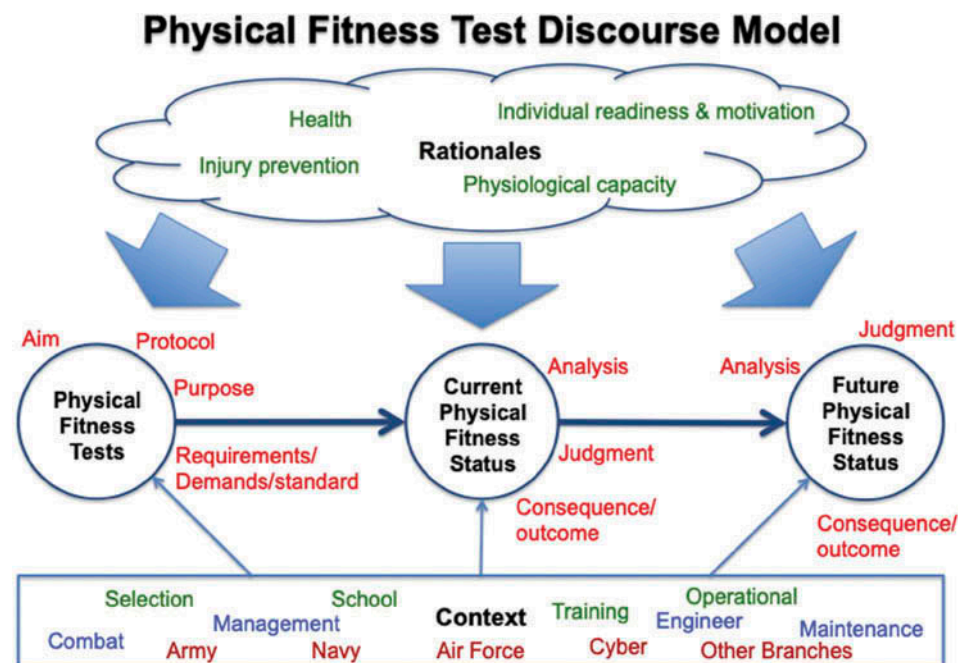 Physical Fitness Test Discourse Model
Health
Individual readiness & motivation
Rationales
Injury prevention
Physiological capacity
Aim
Protocol
Purpose
Physical
Fitness
Tests
Requirements/
Demands/standard
Analysis
Current
Physical
Fitness
Status
Judgment
Consequence/
outcome
Judgment
Analysis
Future
Physical
Fitness
Status
Consequence/
outcome
Selection
School
Context
Training
Operational
Combat
Management
Engineer
Maintenance
Army
Navy
Air Force
Cyber
Other Branches